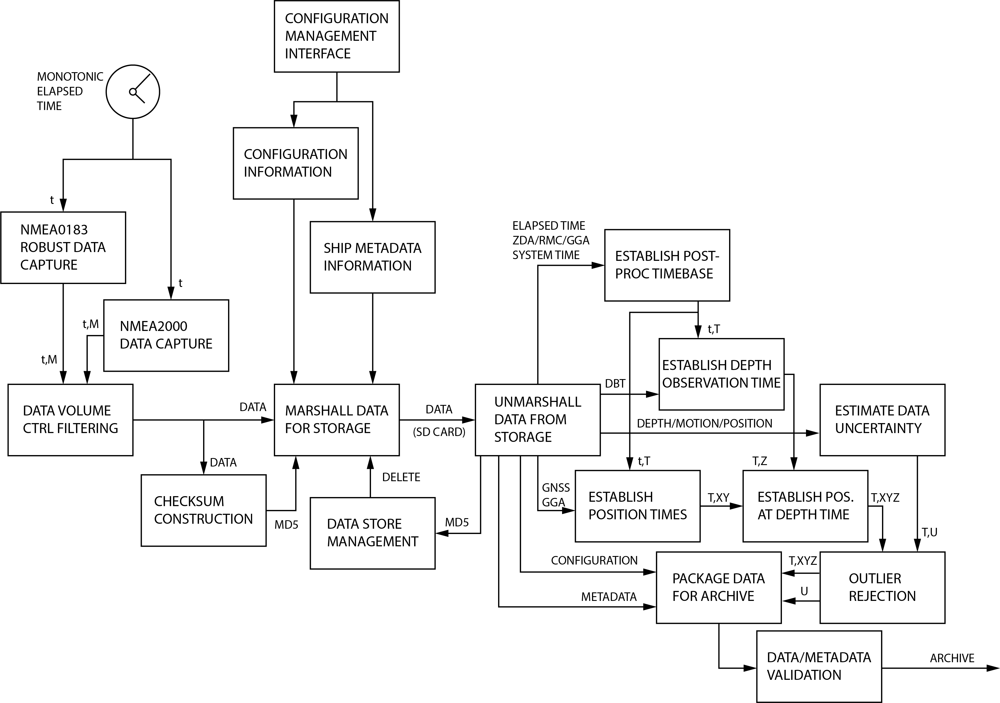 CONFIGURATION
MANAGEMENT
INTERFACE
MONOTONIC
ELAPSED
TIME
CONFIGURATION
INFORMATION
t
NMEA0183
ROBUST DATA
CAPTURE
SHIP METADATA
INFORMATION
ELAPSED TIME
ZDA/RMC/GGA
SYSTEM TIME
ESTABLISH POST-
PROC TIMEBASE
t
t,M
NMEA2000
DATA CAPTURE
t,T
t,M
ESTABLISH DEPTH
OBSERVATION TIME
DATA VOLUME
CTRL FILTERING
DATA
MARSHALL DATA
FOR STORAGE
DATA
(SD CARD)
UNMARSHALL
DATA FROM
STORAGE
DBT
DEPTH/MOTION/POSITION
ESTIMATE DATA
UNCERTAINTY
DATA
DELETE
t,T
T,Z
CHECKSUM
CONSTRUCTION
MD5
DATA STORE
MANAGEMENT
MD5
GNSS
GGA
ESTABLISH
POSITION TIMES
T,XY
ESTABLISH POS.
AT DEPTH TIME
T,XYZ
T,U
CONFIGURATION
METADATA
PACKAGE DATA
FOR ARCHIVE
T,XYZ
U
OUTLIER
REJECTION
DATA/METADATA
VALIDATION
ARCHIVE